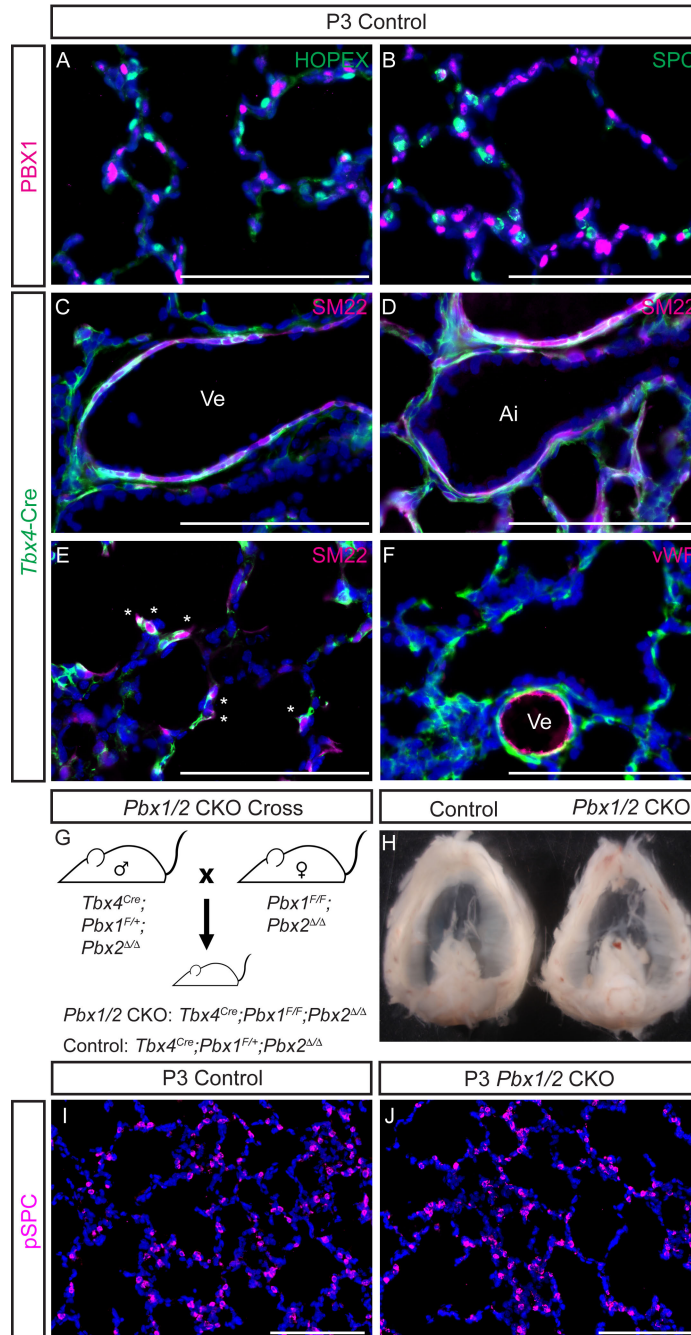 P3 Control
PBX1
A HOPEX
B SPC
Tbx4-Cre
C SM22
Ve
D SM22
Ai
E SM22
* * *
*
*
*
F vWF
Ve
Pbx1/2 CKO Cross
Control Pbx1/2 CKO
G
♂ x ♀
Tbx4Cre;
Pbx1F/+;
Pbx2Δ/Δ
Pbx1F/F;
Pbx2Δ/Δ
Pbx1/2 CKO: Tbx4Cre;Pbx1F/F;Pbx2Δ/Δ
Control: Tbx4Cre;Pbx1F/+;Pbx2Δ/Δ
H
P3 Control
P3 Pbx1/2 CKO
pSPC
I
J